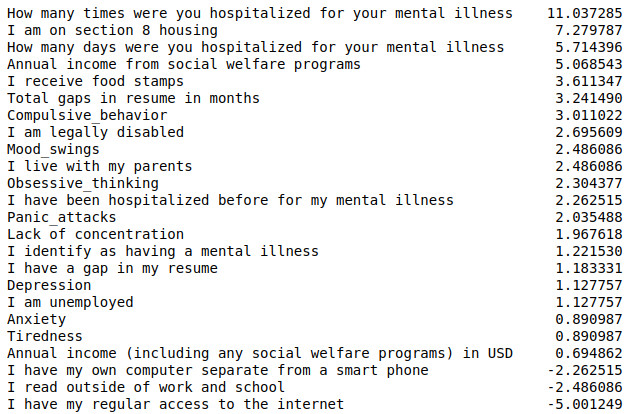 How many times were you hospitalized for your mental illness 11.037285
I am on section 8 housing 7.279787
How many days were you hospitalized for your mental illness 5.714396
Annual income from social welfare programs 5.068543
I receive food stamps 3.611347
Total gaps in resume in months 3.241490
Compulsive_behavior 3.011022
I am legally disabled 2.695609
Mood_swings 2.486086
I live with my parents 2.486086
Obsessive_thinking 2.304377
I have been hospitalized before for my mental illness 2.262515
Panic_attacks 2.035488
Lack of concentration 1.967618
I identify as having a mental illness 1.221530
I have a gap in my resume 1.183331
Depression 1.127757
I am unemployed 1.127757
Anxiety 0.890987
Tiredness 0.890987
Annual income (including any social welfare programs) in USD 0.694862
I have my own computer separate from a smart phone -2.262515
I read outside of work and school -2.486086
I have my regular access to the internet -5.001249